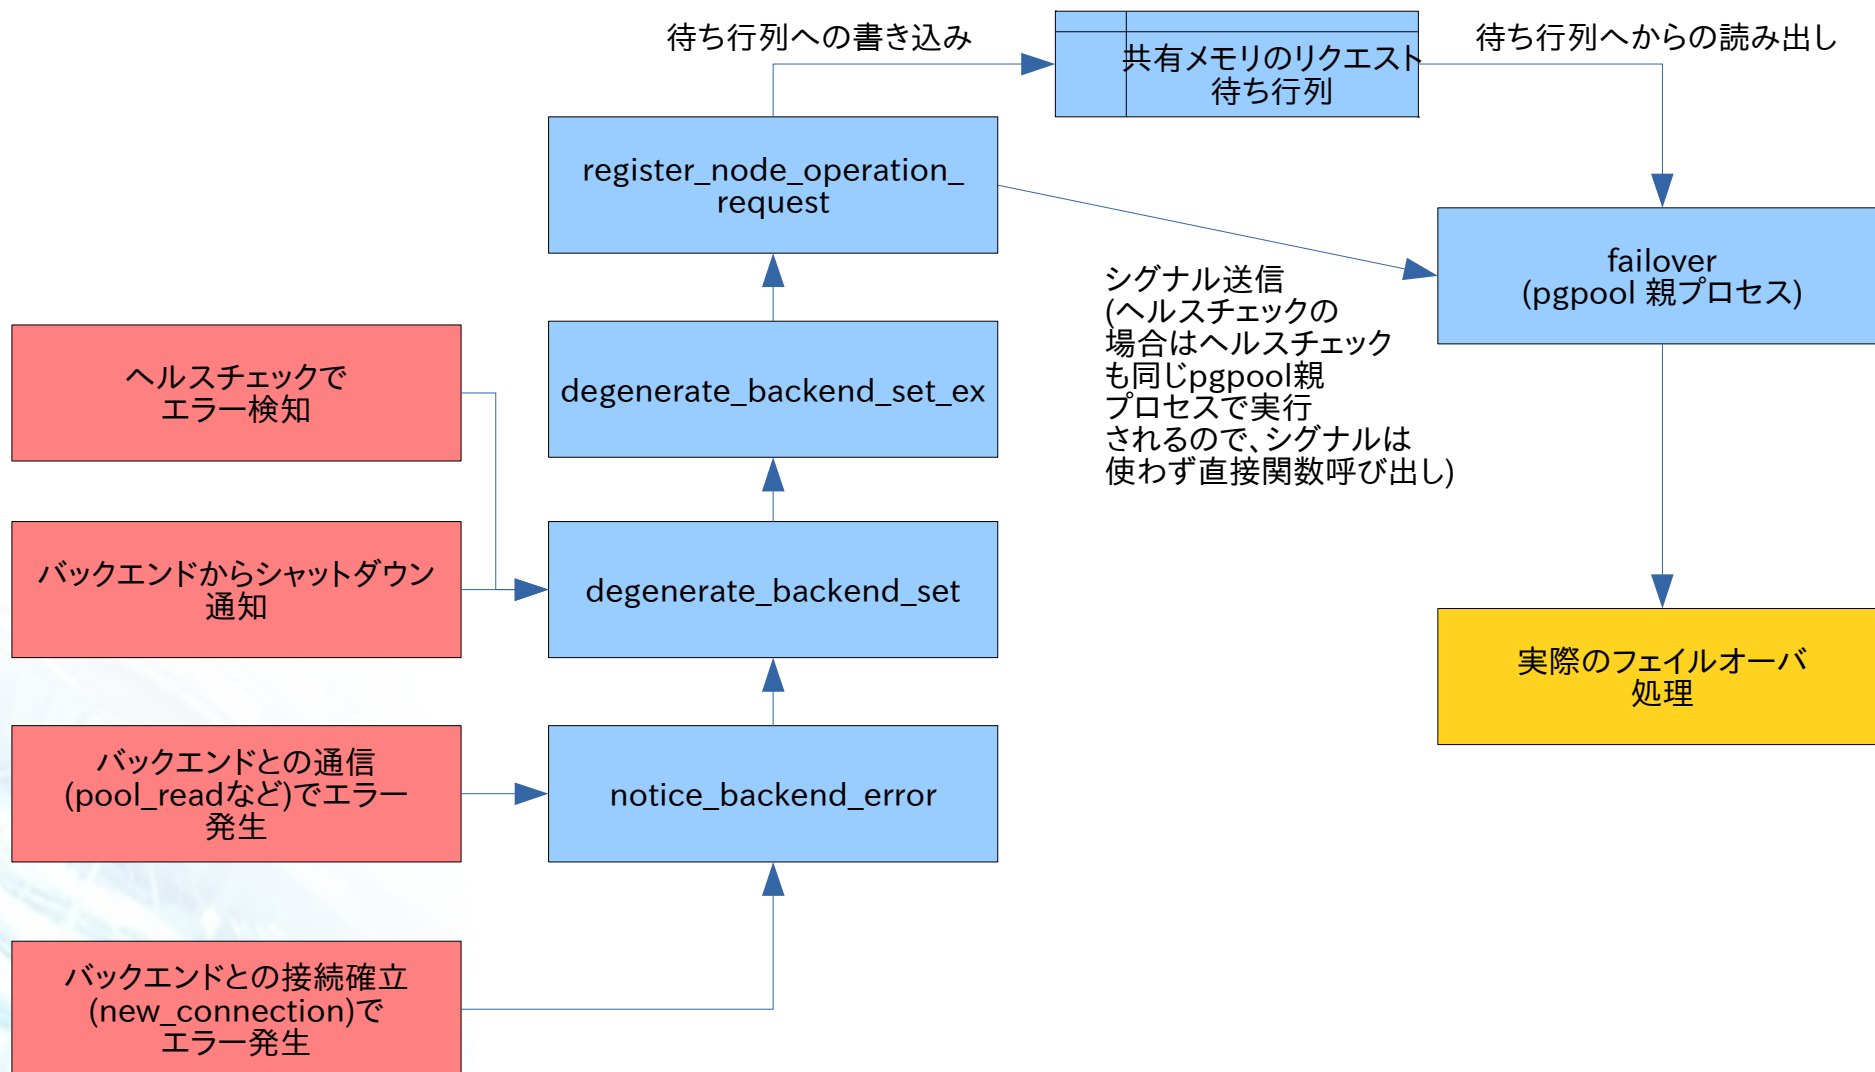 待ち行列への書き込み
共有メモリのリクエスト
待ち行列
待ち行列へからの読み出し
register_node_operation_
request
failover
(pgpool 親プロセス)
シグナル送信
(ヘルスチェックの
場合はヘルスチェック
も同じpgpool親
プロセスで実行
されるので、シグナルは
使わず直接関数呼び出し)
ヘルスチェックで
エラー検知
degenerate_backend_set_ex
バックエンドからシャットダウン
通知
degenerate_backend_set
実際のフェイルオーバ
処理
バックエンドとの通信
(pool_readなど)でエラー
発生
notice_backend_error
バックエンドとの接続確立
(new_connection)で
エラー発生